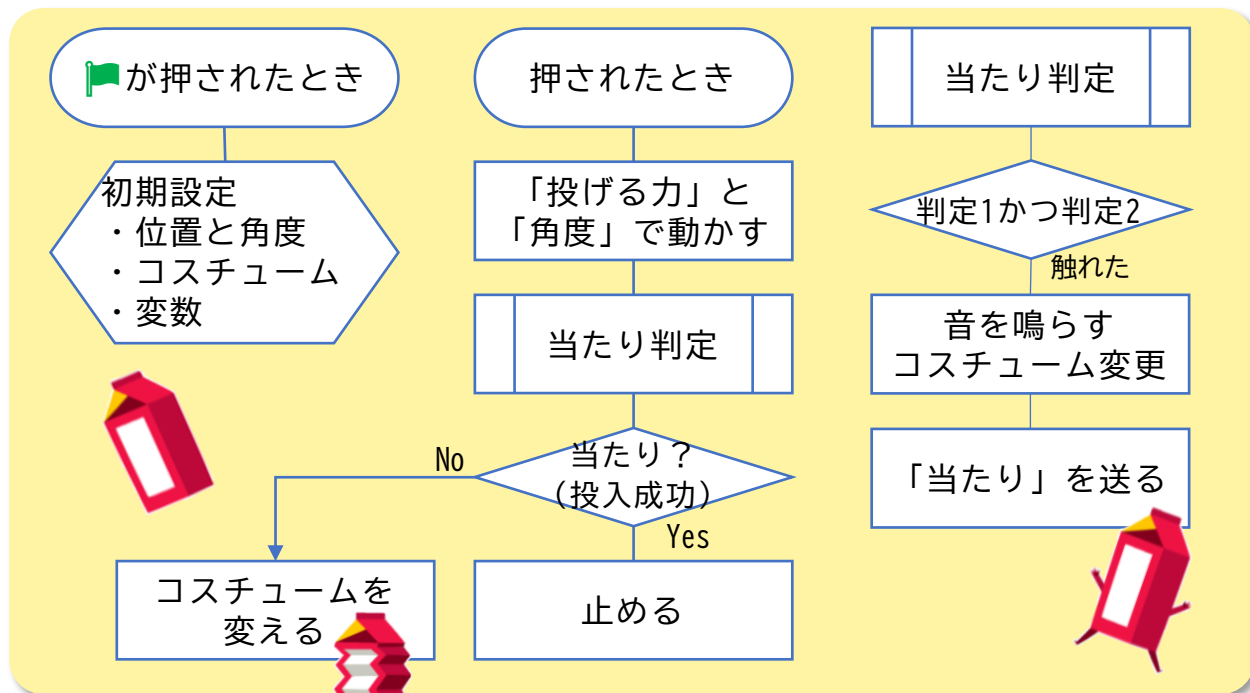 が押されたとき
初期設定
・位置と角度
・コスチューム
・変数
押されたとき
「投げる力」と
「角度」で動かす
当たり判定
当たり？
(投入成功)
No
Yes
コスチュームを
変える
止める
当たり判定
判定1かつ判定2
触れた
音を鳴らす
コスチューム変更
「当たり」を送る